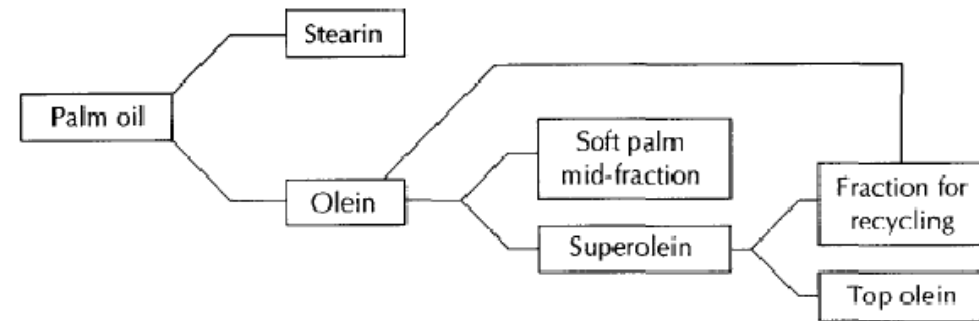 Stearin
Palm oil
Soft palm
mid-fraction
Fraction for
recycling
Olein
Superolein
Top olein